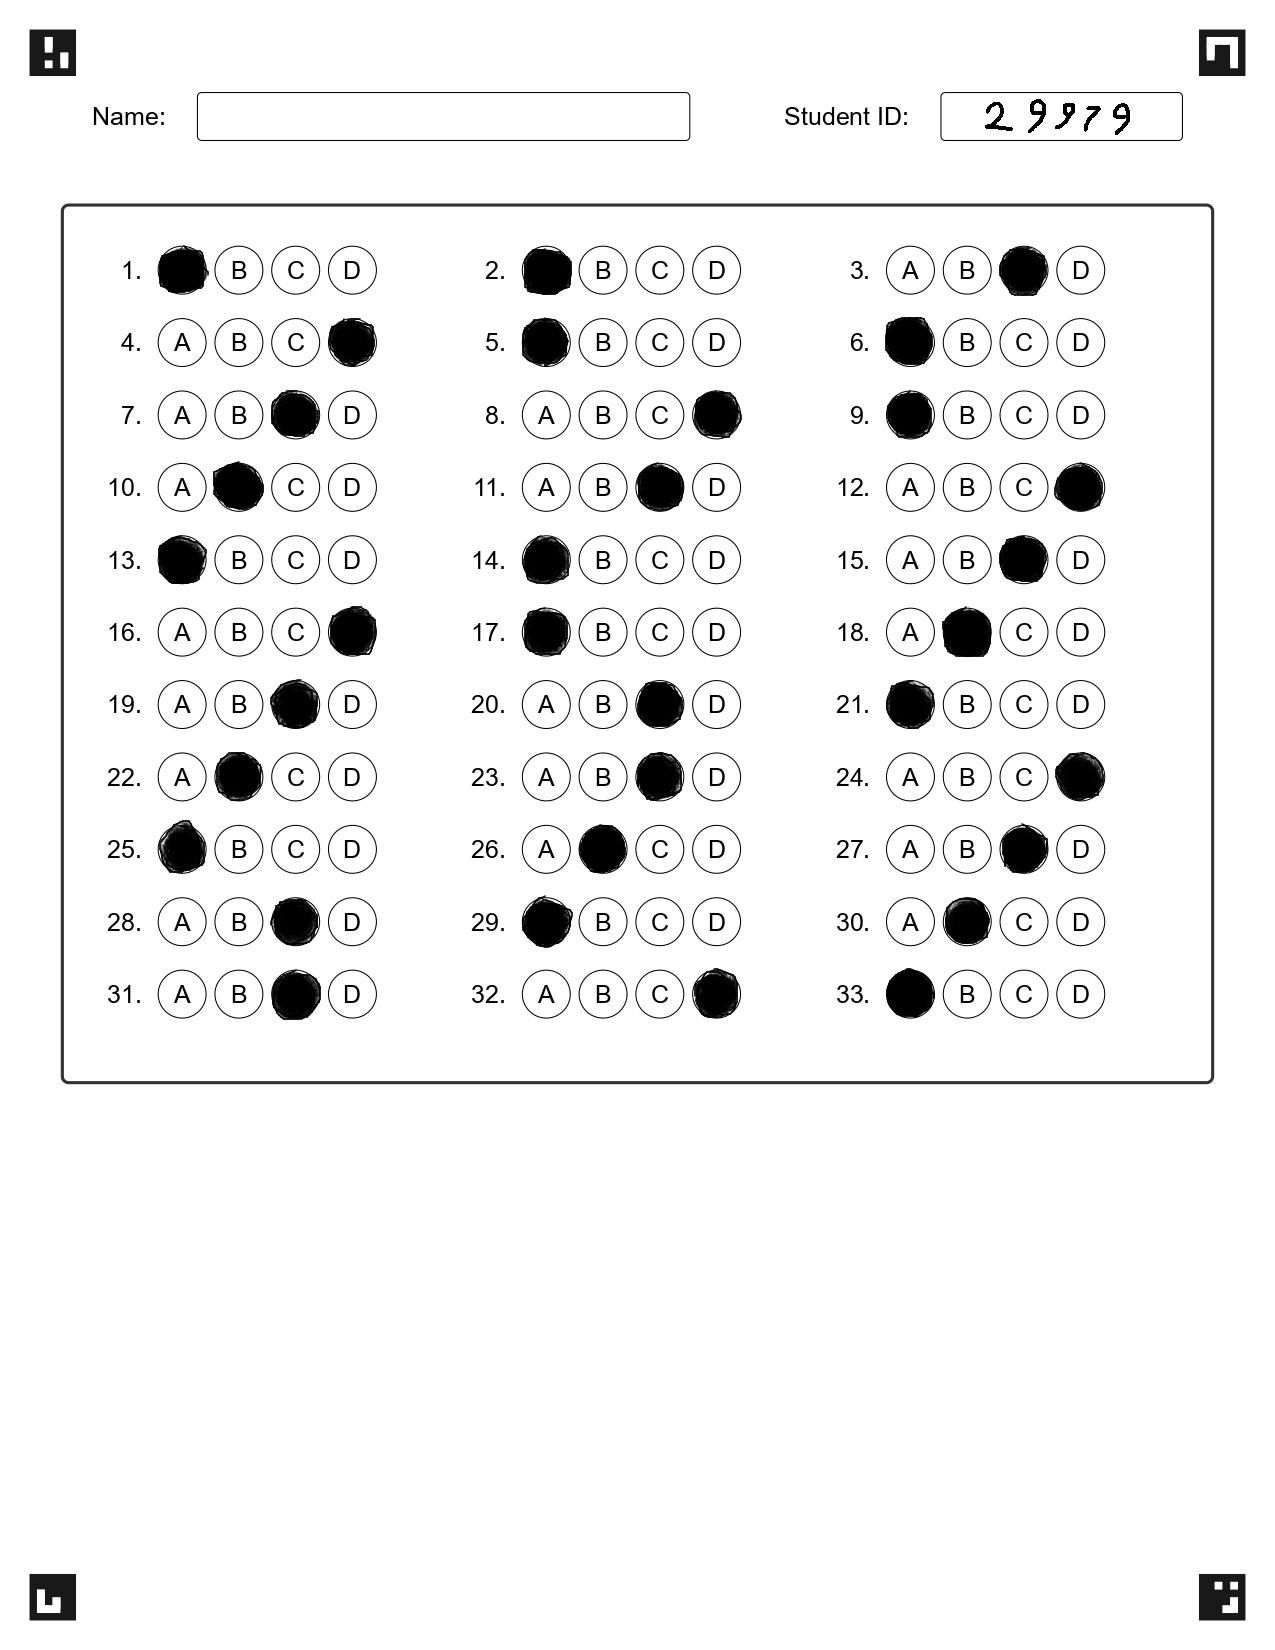 Name: Student ID: 29979
1. B C D 2. B C D 3. A B D
4. A B C 5. B C D 6. B C D
7. A B D 8. A B C 9. B C D
10. A C D 11. A B D 12. A B C
13. B C D 14. B C D 15. A B D
16. A B C 17. B C D 18. A C D
19. A B D 20. A B D 21. B C D
22. A C D 23. A B D 24. A B C
25. B C D 26. A C D 27. A B D
28. A B D 29. B C D 30. A C D
31. A B D 32. A B C 33. B C D